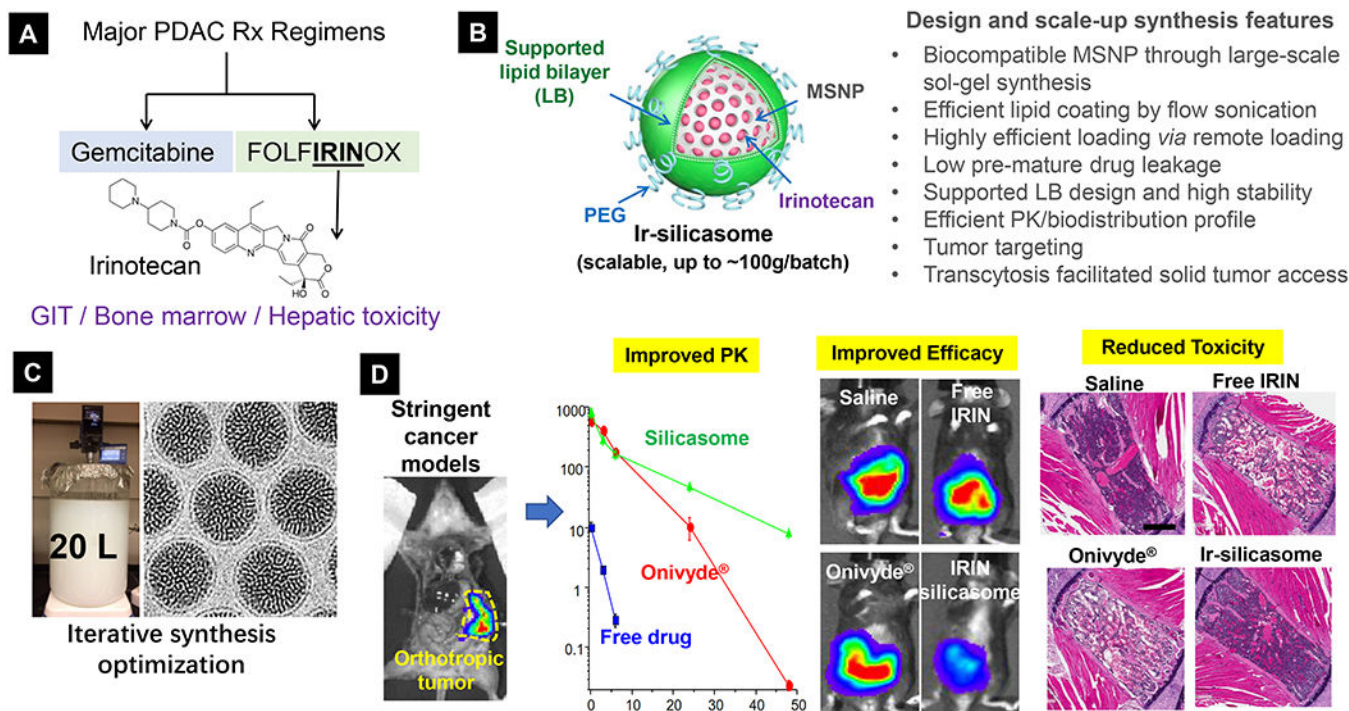 A
Major PDAC Rx Regimens
Gemcitabine
FOLFIRINOX
N
N
O
O
N
N
O
O
HO
O
Irinotecan
GIT / Bone marrow / Hepatic toxicity
B
Supported
lipid bilayer
(LB)
MSNP
Irinotecan
PEG
Ir-silicasome
(scalable, up to ~100g/batch)
Design and scale-up synthesis features
• Biocompatible MSNP through large-scale
sol-gel synthesis
• Efficient lipid coating by flow sonication
• Highly efficient loading via remote loading
• Low pre-mature drug leakage
• Supported LB design and high stability
• Efficient PK/biodistribution profile
• Tumor targeting
• Transcytosis facilitated solid tumor access
C
20 L
Iterative synthesis
optimization
D
Stringent
cancer
models
Orthotropic
tumor
Improved PK
1000
100
10
1
0.1
0
10
20
30
40
50
Silicasome
Onivyde®
Free drug
Improved Efficacy
Saline
Free
IRIN
Onivyde®
IRIN
silicasome
Reduced Toxicity
Saline
Free IRIN
Onivyde®
Ir-silicasome